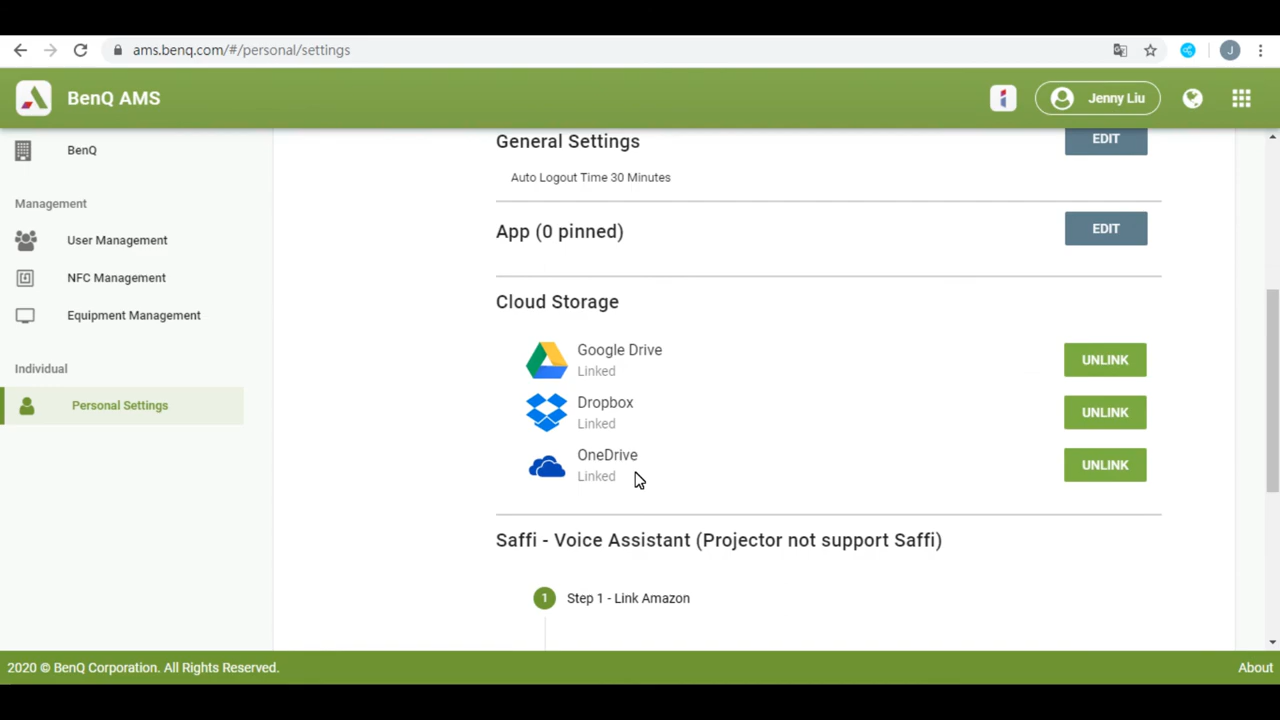 ams.benq.com/#/personal/settings
J
BenQ AMS
Jenny Liu
BenQ
Management
User Management
NFC Management
Equipment Management
Individual
Personal Settings
General Settings
EDIT
Auto Logout Time 30 Minutes
App (0 pinned)
EDIT
Cloud Storage
Google Drive
Linked
UNLINK
Dropbox
Linked
UNLINK
OneDrive
Linked
UNLINK
Saffi - Voice Assistant (Projector not support Saffi)
1 Step 1 - Link Amazon
2020 © BenQ Corporation. All Rights Reserved.
About